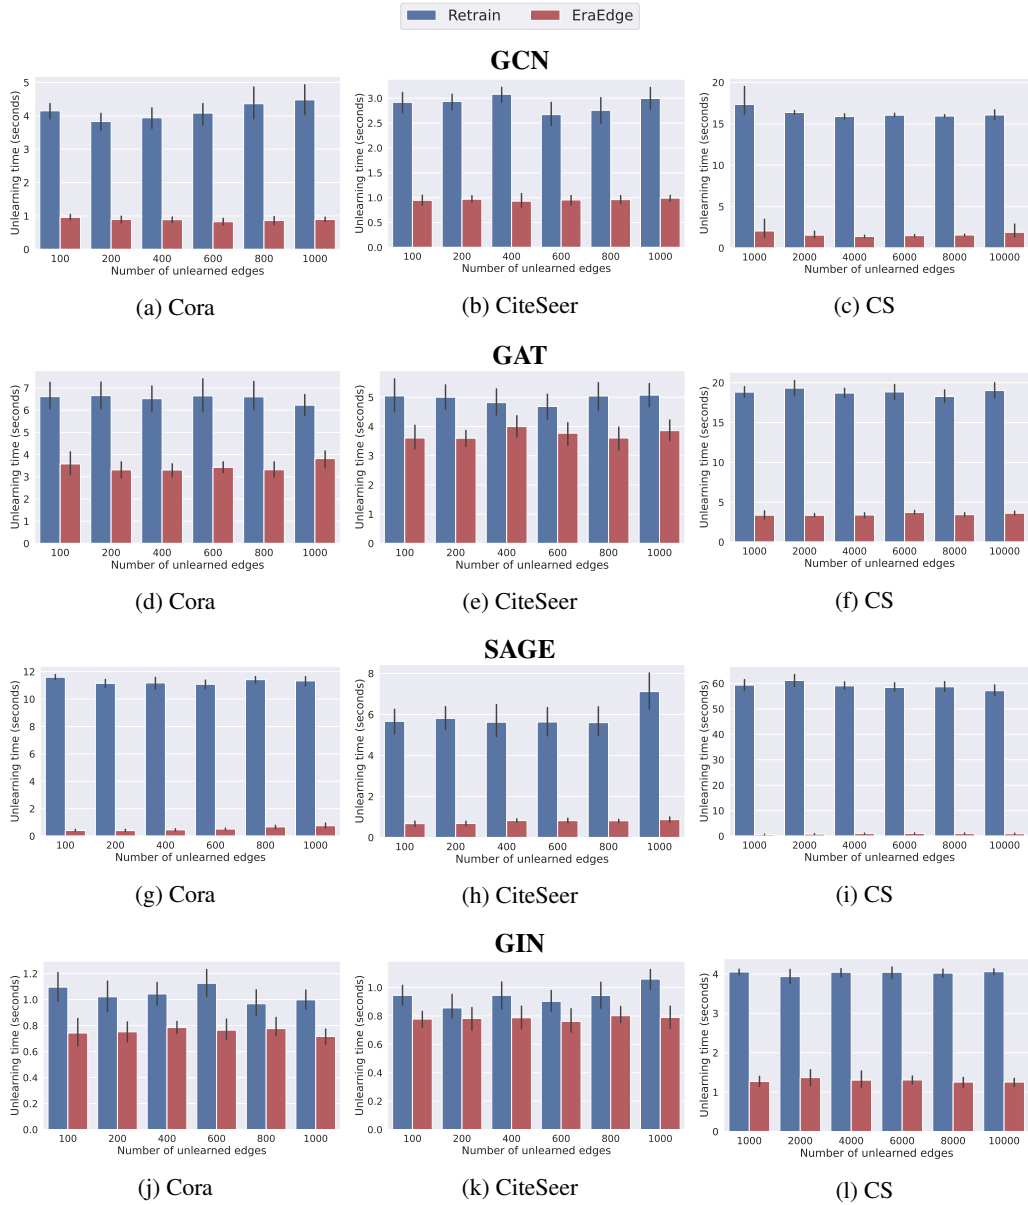 Retrain EraEdge
GCN
Unlearning time (seconds)
5
4
3
2
1
0
100 200 400 600 800 1000
Number of unlearned edges
(a) Cora
Unlearning time (seconds)
3.0
2.5
2.0
1.5
1.0
0.5
0.0
100 200 400 600 800 1000
Number of unlearned edges
(b) CiteSeer
Unlearning time (seconds)
20
15
10
5
0
1000 2000 4000 6000 8000 10000
Number of unlearned edges
(c) CS
GAT
Unlearning time (seconds)
7
6
5
4
3
2
1
0
100 200 400 600 800 1000
Number of unlearned edges
(d) Cora
Unlearning time (seconds)
5
4
3
2
1
0
100 200 400 600 800 1000
Number of unlearned edges
(e) CiteSeer
Unlearning time (seconds)
20
15
10
5
0
1000 2000 4000 6000 8000 10000
Number of unlearned edges
(f) CS
SAGE
Unlearning time (seconds)
12
10
8
6
4
2
0
100 200 400 600 800 1000
Number of unlearned edges
(g) Cora
Unlearning time (seconds)
8
6
4
2
0
100 200 400 600 800 1000
Number of unlearned edges
(h) CiteSeer
Unlearning time (seconds)
60
50
40
30
20
10
0
1000 2000 4000 6000 8000 10000
Number of unlearned edges
(i) CS
GIN
Unlearning time (seconds)
1.2
1.0
0.8
0.6
0.4
0.2
0.0
100 200 400 600 800 1000
Number of unlearned edges
(j) Cora
Unlearning time (seconds)
1.0
0.8
0.6
0.4
0.2
0.0
100 200 400 600 800 1000
Number of unlearned edges
(k) CiteSeer
Unlearning time (seconds)
4
3
2
1
0
1000 2000 4000 6000 8000 10000
Number of unlearned edges
(l) CS